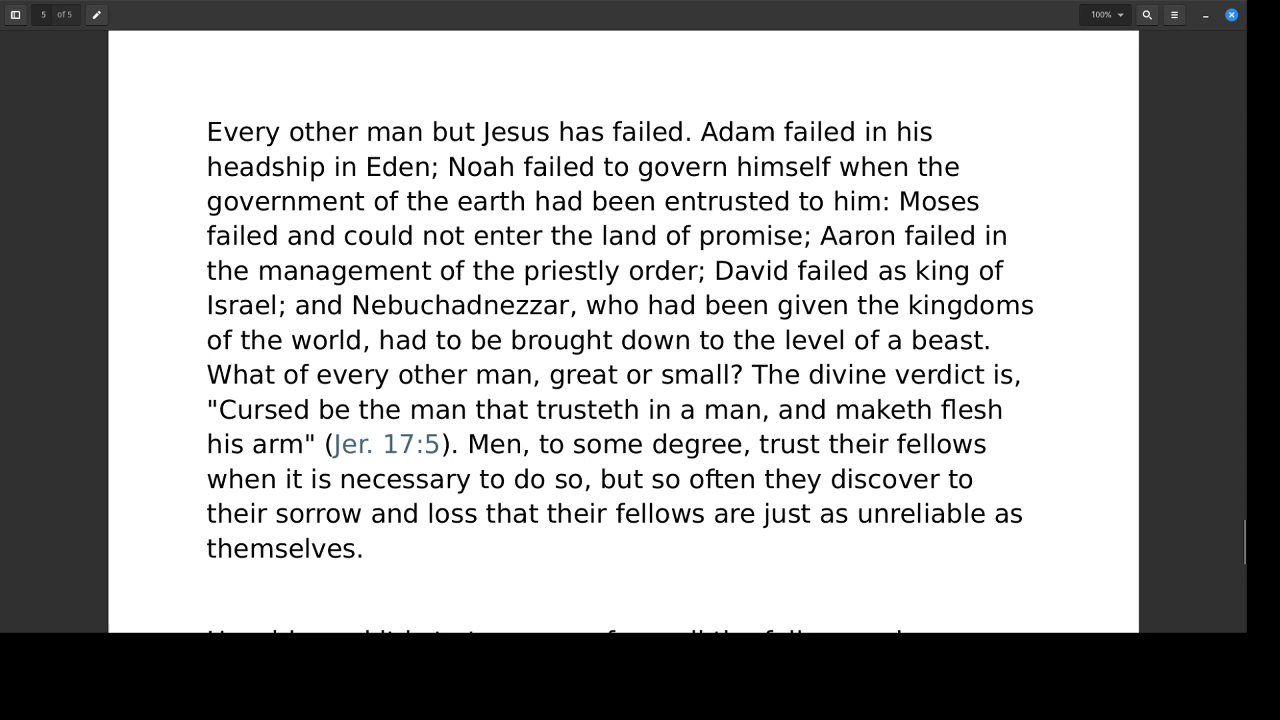 5 of 5
100%
Every other man but Jesus has failed. Adam failed in his
headship in Eden; Noah failed to govern himself when the
government of the earth had been entrusted to him: Moses
failed and could not enter the land of promise; Aaron failed in
the management of the priestly order; David failed as king of
Israel; and Nebuchadnezzar, who had been given the kingdoms
of the world, had to be brought down to the level of a beast.
What of every other man, great or small? The divine verdict is,
"Cursed be the man that trusteth in a man, and maketh flesh
his arm" (Jer. 17:5). Men, to some degree, trust their fellows
when it is necessary to do so, but so often they discover to
their sorrow and loss that their fellows are just as unreliable as
themselves.